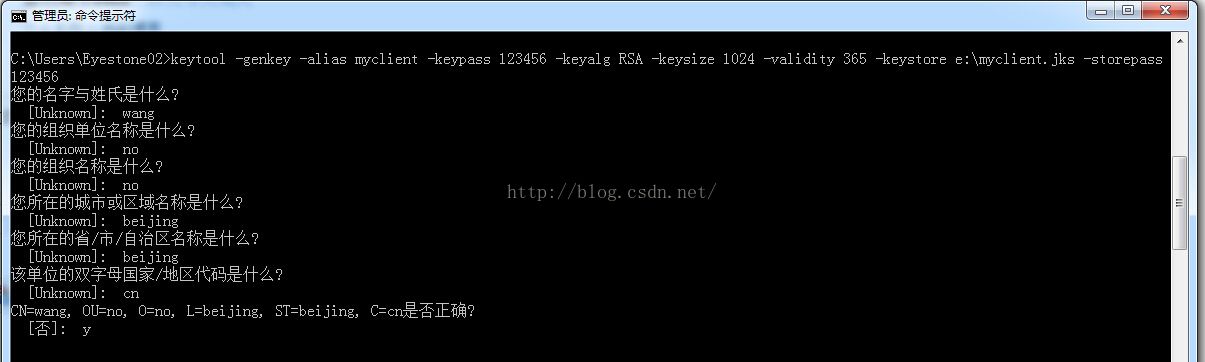 管理员: 命令提示符
C:\Users\Eyestone02>keytool -genkey -alias myclient -keypass 123456 -keyalg RSA -keysize 1024 -validity 365 -keystore e:\myclient.jks -storepass
123456
您的名字与姓氏是什么?
[Unknown]:  wang
您的组织单位名称是什么?
[Unknown]:  no
您的组织名称是什么?
[Unknown]:  no
http://blog.csdn.net/
您所在的城市或区域名称是什么?
[Unknown]:  beijing
您所在的省/市/自治区名称是什么?
[Unknown]:  beijing
该单位的双字母国家/地区代码是什么?
[Unknown]:  cn
CN=wang, OU=no, O=no, L=beijing, ST=beijing, C=cn是否正确?
[否]:  y